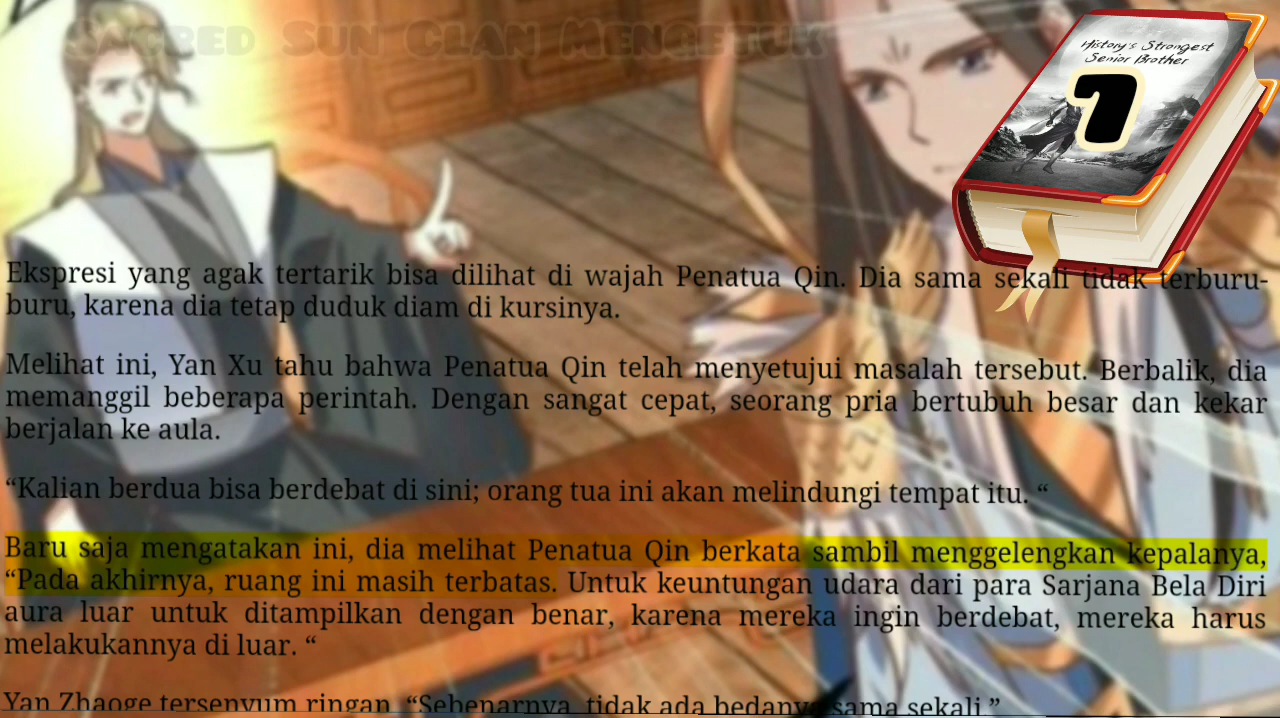 Sacred Sun Clan Mengetuk
History's Strongest
Senior Brother
7
Ekspresi yang agak tertarik bisa dilihat di wajah Penatua Qin. Dia sama sekali tidak terburu-
buru, karena dia tetap duduk diam di kursinya.
Melihat ini, Yan Xu tahu bahwa Penatua Qin telah menyetujui masalah tersebut. Berbalik, dia
memanggil beberapa perintah. Dengan sangat cepat, seorang pria bertubuh besar dan kekar
berjalan ke aula.
“Kalian berdua bisa berdebat di sini; orang tua ini akan melindungi tempat itu. “
Baru saja mengatakan ini, dia melihat Penatua Qin berkata sambil menggelengkan kepalanya,
“Pada akhirnya, ruang ini masih terbatas. Untuk keuntungan udara dari para Sarjana Bela Diri
aura luar untuk ditampilkan dengan benar, karena mereka ingin berdebat, mereka harus
melakukannya di luar. “
Yan Zhaoge tersenyum ringan, “Sebenarnya, tidak ada bedanya sama sekali.”